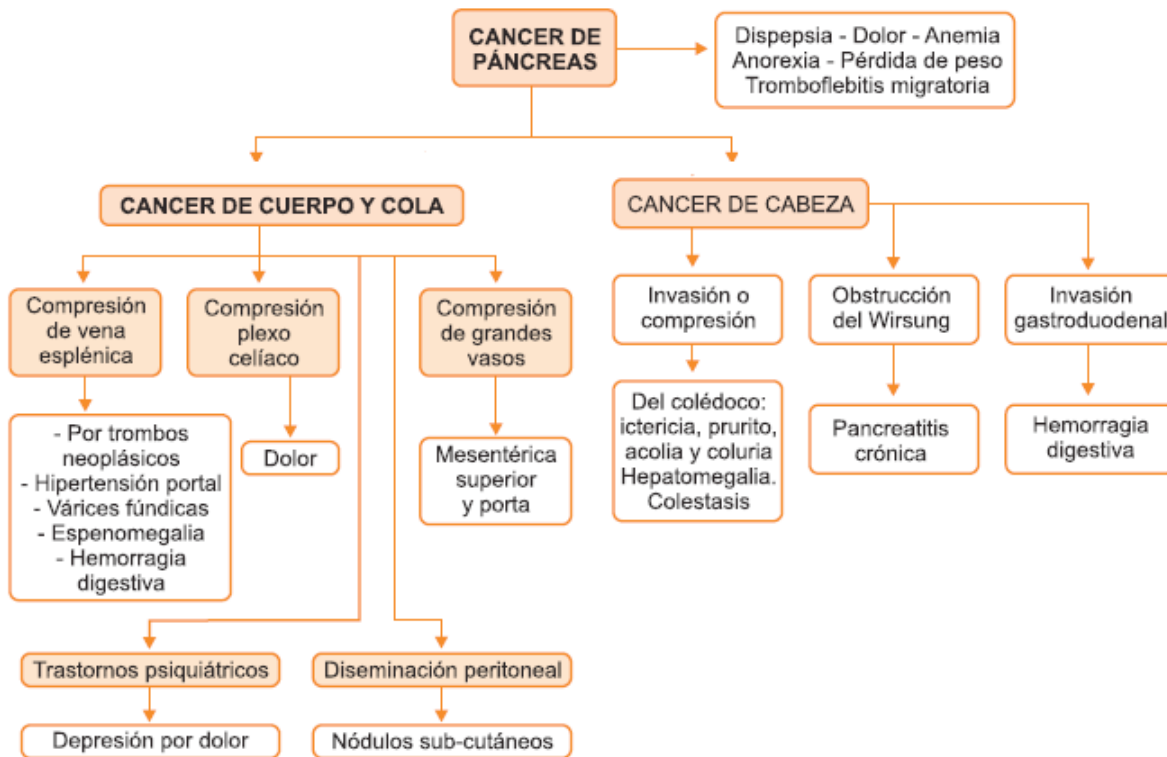 CANCER DE
PÁNCREAS
Dispepsia - Dolor - Anemia
Anorexia - Pérdida de peso
Tromboflebitis migratoria
CANCER DE CUERPO Y COLA
CANCER DE CABEZA
Compresión
de vena
esplénica
Compresión
plexo
celíaco
Compresión
de grandes
vasos
Invasión o
compresión
Obstrucción
del Wirsung
Invasión
gastroduodenal
- Por trombos
neoplásicos
- Hipertensión portal
- Várices fúndicas
- Espenomegalia
- Hemorragia
digestiva
Dolor
Mesentérica
superior
y porta
Del colédoco:
ictericia, prurito,
acolia y coluria
Hepatomegalia.
Colestasis
Pancreatitis
crónica
Hemorragia
digestiva
Trastornos psiquiátricos
Diseminación peritoneal
Depresión por dolor
Nódulos sub-cutáneos